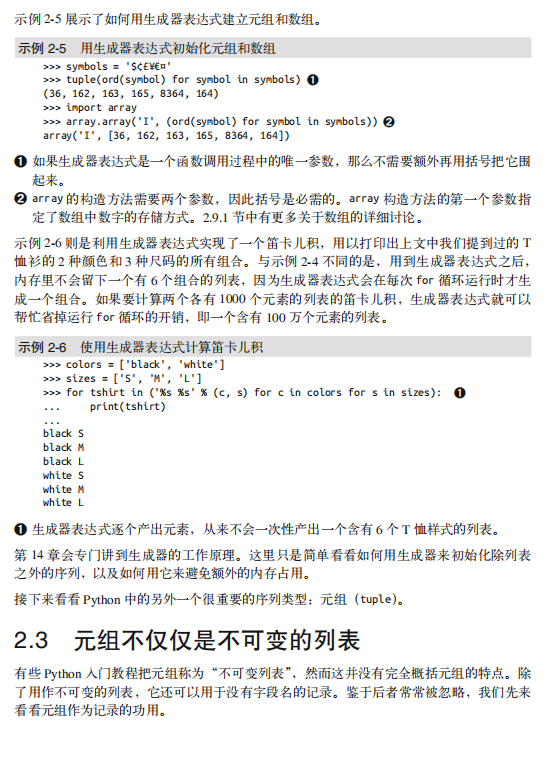 示例 2-5 展示了如何用生成器表达式建立元组和数组。
示例 2-5 用生成器表达式初始化元组和数组
>>> symbols = '$¢£¥€¤'
>>> tuple(ord(symbol) for symbol in symbols) ❶
(36, 162, 163, 165, 8364, 164)
>>> import array
>>> array.array('I', (ord(symbol) for symbol in symbols)) ❷
array('I', [36, 162, 163, 165, 8364, 164])
❶ 如果生成器表达式是一个函数调用过程中的唯一参数，那么不需要额外再用括号把它围
起来。
❷ array 的构造方法需要两个参数，因此括号是必需的。array 构造方法的第一个参数指
定了数组中数字的存储方式。2.9.1 节中有更多关于数组的详细讨论。
示例 2-6 则是利用生成器表达式实现了一个笛卡儿积，用以打印出上文中我们提到过的 T
恤衫的 2 种颜色和 3 种尺码的所有组合。与示例 2-4 不同的是，用到生成器表达式之后，
内存里不会留下一个有 6 个组合的列表，因为生成器表达式会在每次 for 循环运行时才生
成一个组合。如果要计算两个各有 1000 个元素的列表的笛卡儿积，生成器表达式就可以
帮忙省掉运行 for 循环的开销，即一个含有 100 万个元素的列表。
示例 2-6 使用生成器表达式计算笛卡儿积
>>> colors = ['black', 'white']
>>> sizes = ['S', 'M', 'L']
>>> for tshirt in ('%s %s' % (c, s) for c in colors for s in sizes): ❶
... print(tshirt)
...
black S
black M
black L
white S
white M
white L
❶ 生成器表达式逐个产出元素，从来不会一次性产出一个含有 6 个 T 恤样式的列表。
第 14 章会专门讲到生成器的工作原理。这里只是简单看看如何用生成器来初始化除列表
之外的序列，以及如何用它来避免额外的内存占用。
接下来看看 Python 中的另外一个很重要的序列类型：元组（tuple）。
2.3 元组不仅仅是不可变的列表
有些 Python 入门教程把元组称为“不可变列表”，然而这并没有完全概括元组的特点。除
了用作不可变的列表，它还可以用于没有字段名的记录。鉴于后者常常被忽略，我们先来
看看元组作为记录的功用。